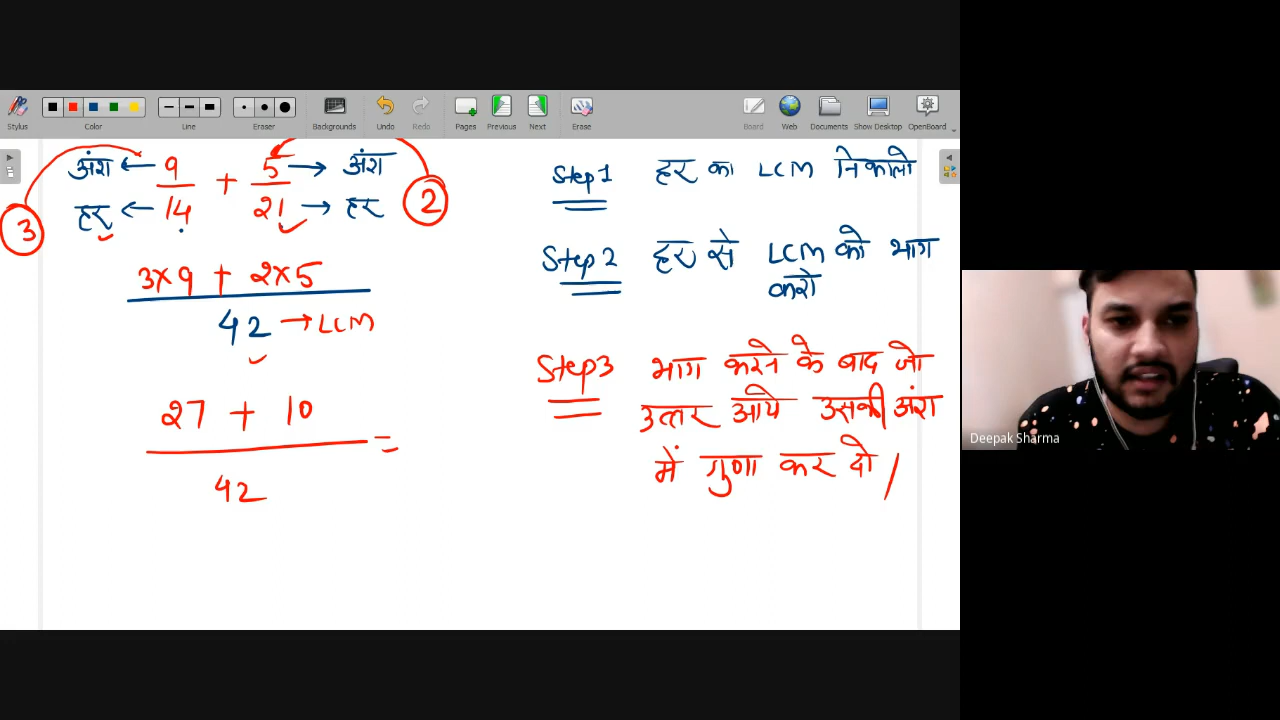 Stylus Color Line Eraser Backgrounds Undo Redo Pages Previous Next Erase Board Web Documents Show Desktop OpenBoard
अंश ← 9/14 + 5/21 → अंश
हर ← → हर
3 2
3×9 + 2×5
42 → LCM
27 + 10 =
42
Step 1 हर का LCM निकालो
Step 2 हर से LCM को भाग
करो
Step 3 भाग करने के बाद जो
उत्तर आये उसकी अंश
में गुणा कर दो /
Deepak Sharma